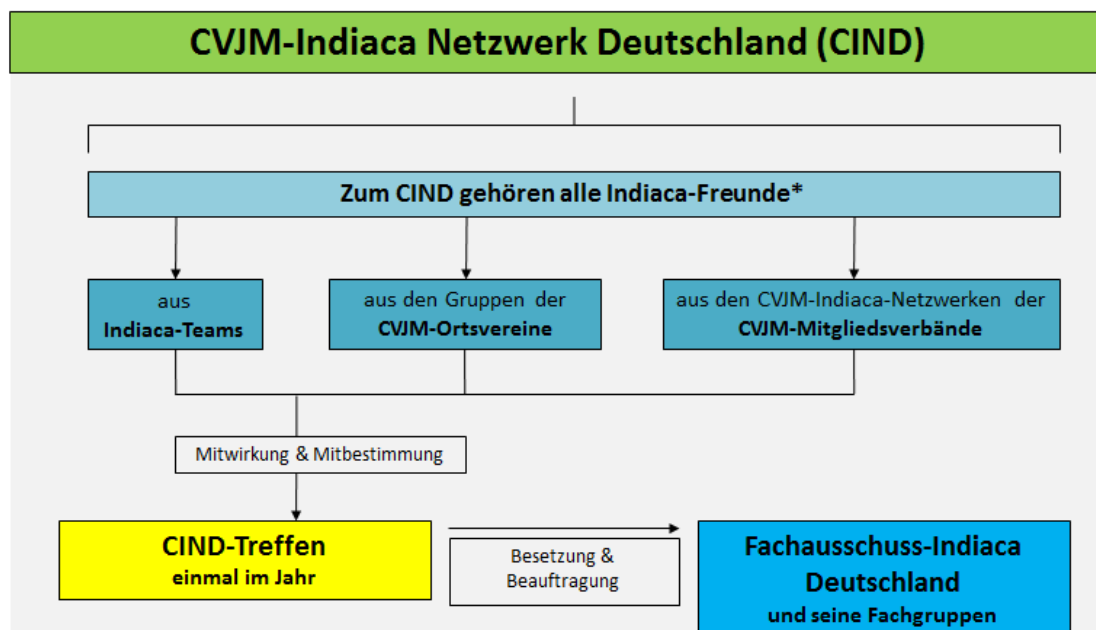 CVJM-Indiaca Netzwerk Deutschland (CIND)
Zum CIND gehören alle Indiaca-Freunde*
aus
Indiaca-Teams
aus den Gruppen der
CVJM-Ortsvereine
aus den CVJM-Indiaca-Netzwerken der
CVJM-Mitgliedsverbände
Mitwirkung & Mitbestimmung
CIND-Treffen
einmal im Jahr
Besetzung &
Beauftragung
Fachausschuss-Indiaca
Deutschland
und seine Fachgruppen